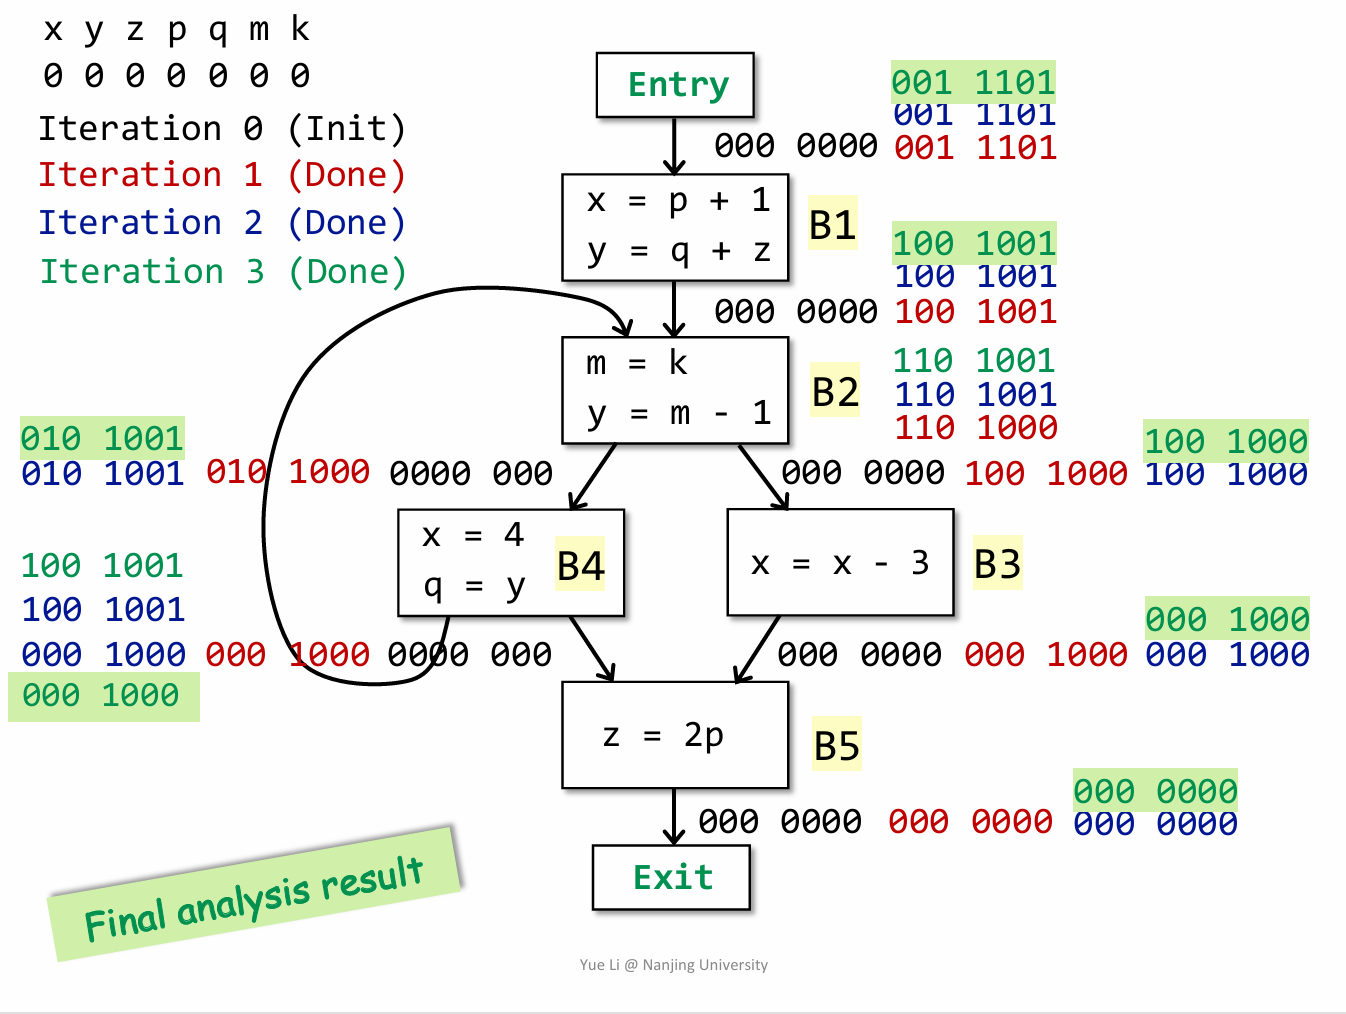 x y z p q m k
0 0 0 0 0 0 0
Iteration 0 (Init)
Iteration 1 (Done)
Iteration 2 (Done)
Iteration 3 (Done)
Entry
001 1101
001 1101
000 0000 001 1101
x = p + 1
y = q + z
B1
100 1001
100 1001
000 0000 100 1001
m = k
y = m - 1
B2
110 1001
110 1001
110 1000
010 1001
010 1001 010 1000 0000 000
100 1000
000 0000 100 1000 100 1000
x = 4
q = y
B4
x = x - 3
B3
100 1001
100 1001
000 1000 000 1000 0000 000
000 1000
000 1000
000 0000 000 1000 000 1000
z = 2p
B5
000 0000
000 0000 000 0000 000 0000
Exit
Final analysis result
Yue Li @ Nanjing University